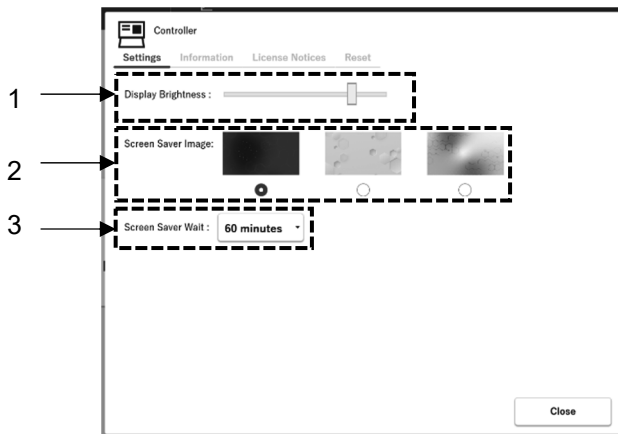 Controller
Settings Information License Notices Reset
1
Display Brightness :
2
Screen Saver Image:
3
Screen Saver Wait : 60 minutes
Close